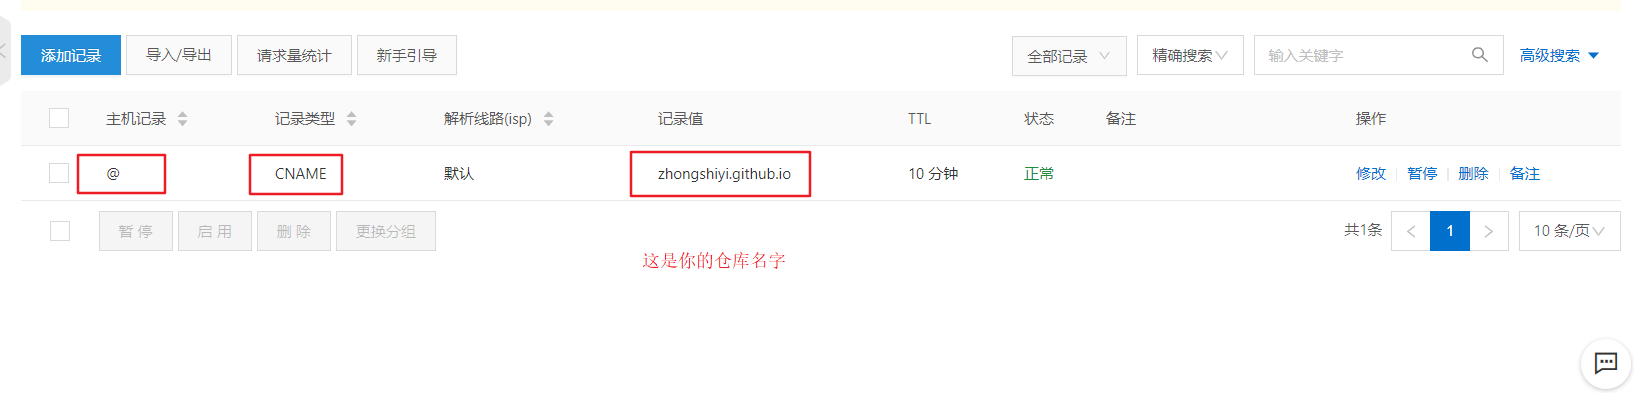 添加记录 导入/导出 请求量统计 新手引导 全部记录 精确搜索 输入关键字 高级搜索
主机记录 记录类型 解析线路(isp) 记录值 TTL 状态 备注 操作
@ CNAME 默认 zhongshiyi.github.io 10 分钟 正常 修改 暂停 删除 备注
暂 停 启 用 删 除 更换分组 共1条 1 10 条/页
这是你的仓库名字